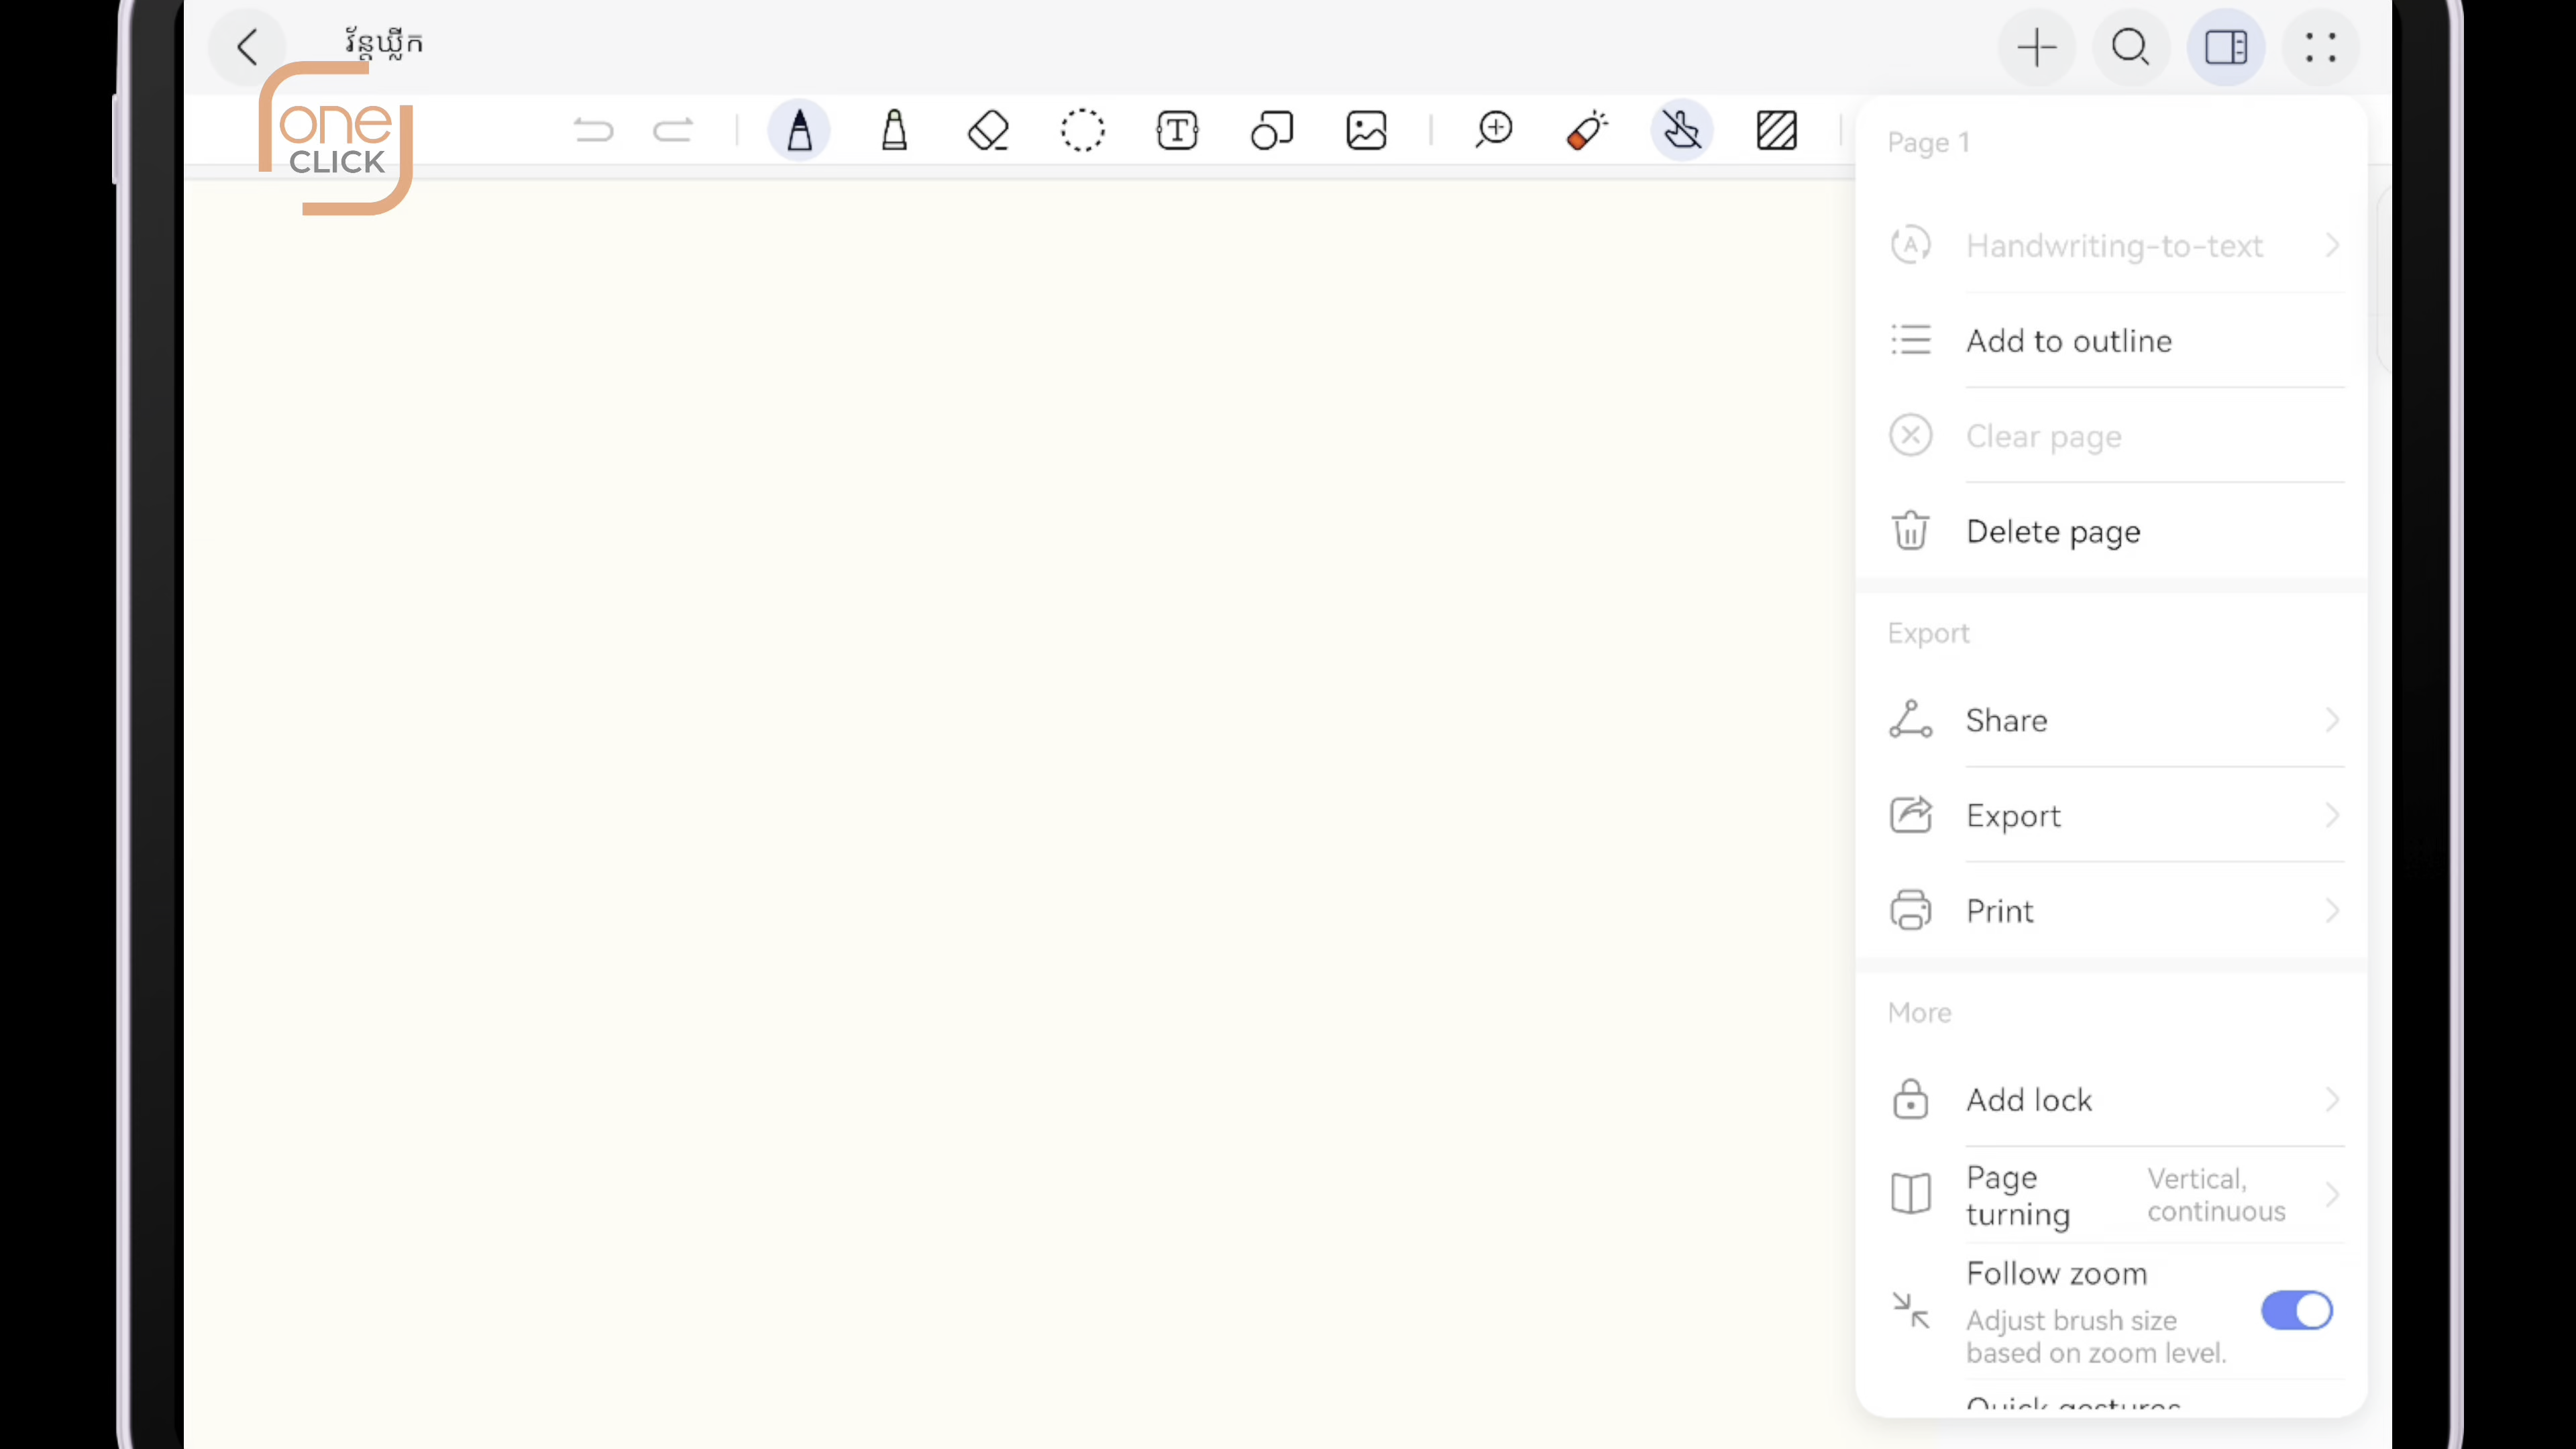 វ័ន្តឃ្លីក
one
CLICK
Page 1
Handwriting-to-text
Add to outline
Clear page
Delete page
Export
Share
Export
Print
More
Add lock
Page turning
Vertical, continuous
Follow zoom
Adjust brush size
based on zoom level.
Quick gestures